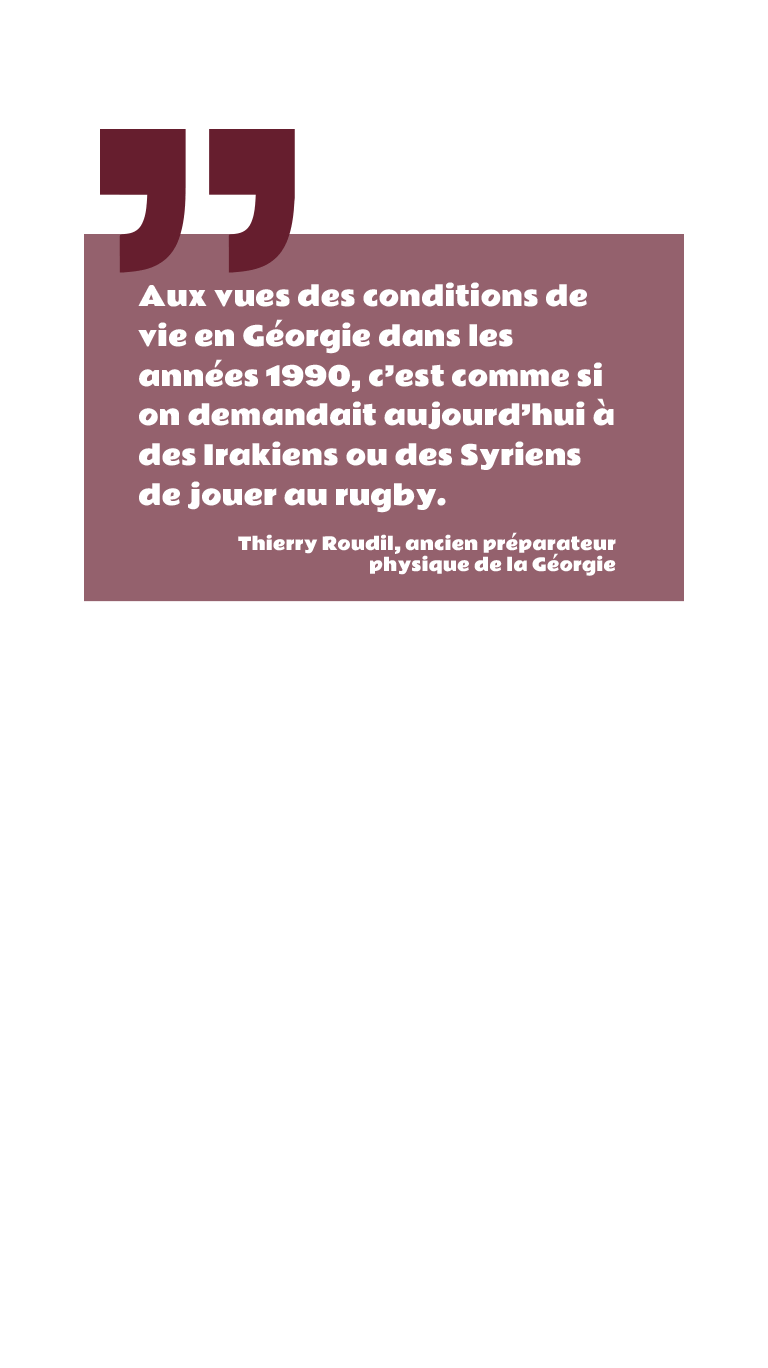 ”
Aux vues des conditions de
vie en Géorgie dans les
années 1990, c’est comme si
on demandait aujourd’hui à
des Irakiens ou des Syriens
de jouer au rugby.
Thierry Roudil, ancien préparateur
physique de la Géorgie